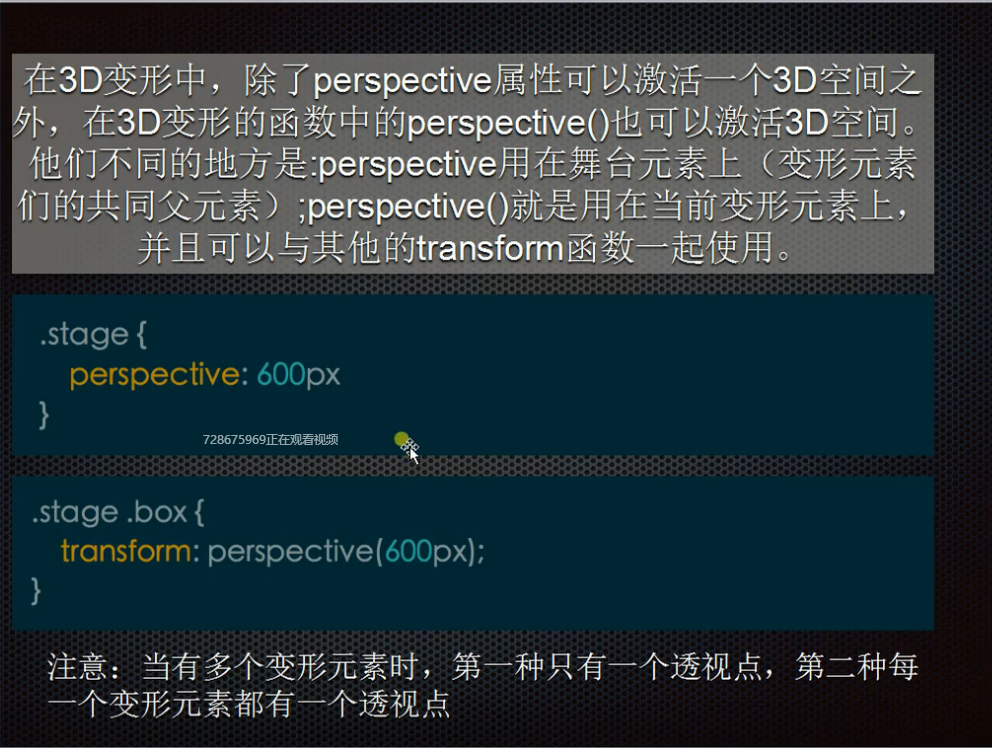 在3D变形中，除了perspective属性可以激活一个3D空间之
外，在3D变形的函数中的perspective()也可以激活3D空间。
他们不同的地方是:perspective用在舞台元素上（变形元素
们的共同父元素）;perspective()就是用在当前变形元素上，
并且可以与其他的transform函数一起使用。
.stage {
perspective: 600px
}
728675969正在观看视频
.stage .box {
transform: perspective(600px);
}
注意：当有多个变形元素时，第一种只有一个透视点，第二种每
一个变形元素都有一个透视点